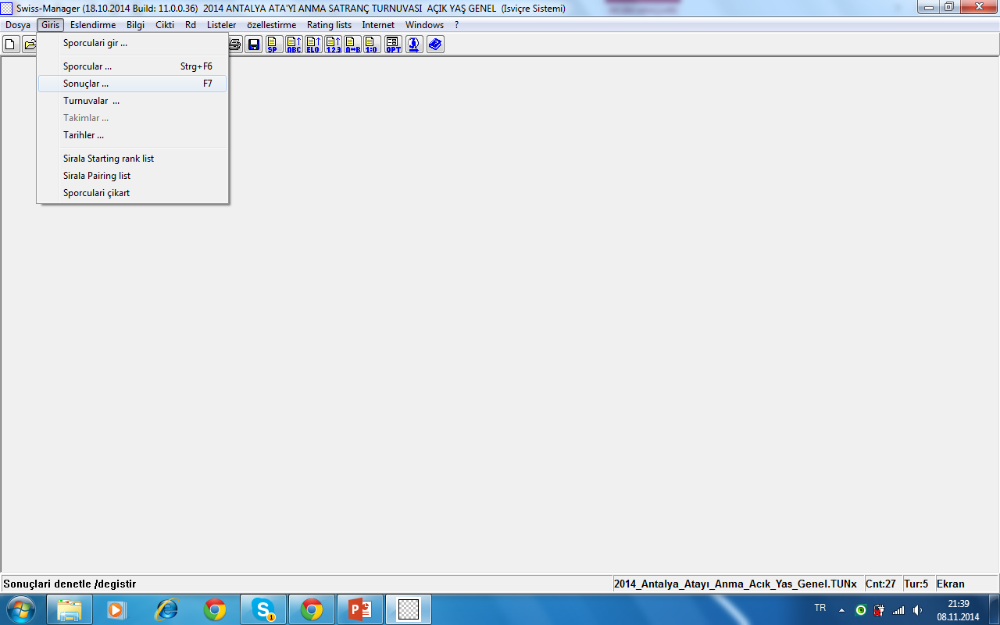 Swiss-Manager (18.10.2014 Build: 11.0.0.36)  2014 ANTALYA ATA'YI ANMA SATRANÇ TURNUVASI  AÇIK YAŞ GENEL  (Isviçre Sistemi)
Dosya Giris Eslendirme Bilgi Cikti Rd Listeler özellestirme Rating lists Internet Windows ?
SP ABC ELO 1.2.3 A↔B 1:0 OPT
Sporculari gir ...
Sporcular ... Strg+F6
Sonuçlar ... F7
Turnuvalar ...
Takimlar ...
Tarihler ...
Sirala Starting rank list
Sirala Pairing list
Sporculari çikart
Sonuçlari denetle /degistir 2014_Antalya_Atayı_Anma_Acık_Yas_Genel.TUNx Cnt:27 Tur:5 Ekran
S 1 P TR 21:39
08.11.2014